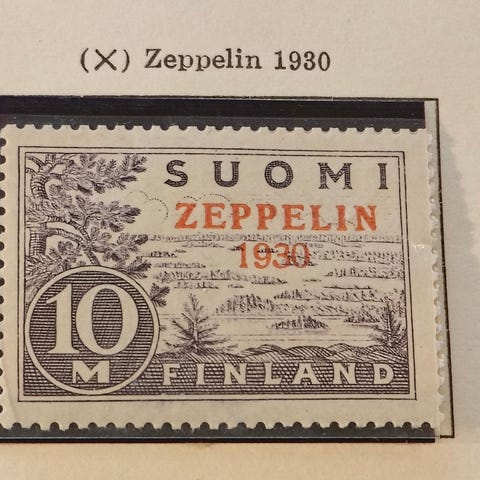 (X) Zeppelin 1930
SUOMI
ZEPPELIN
1930
10
M
FINLAND